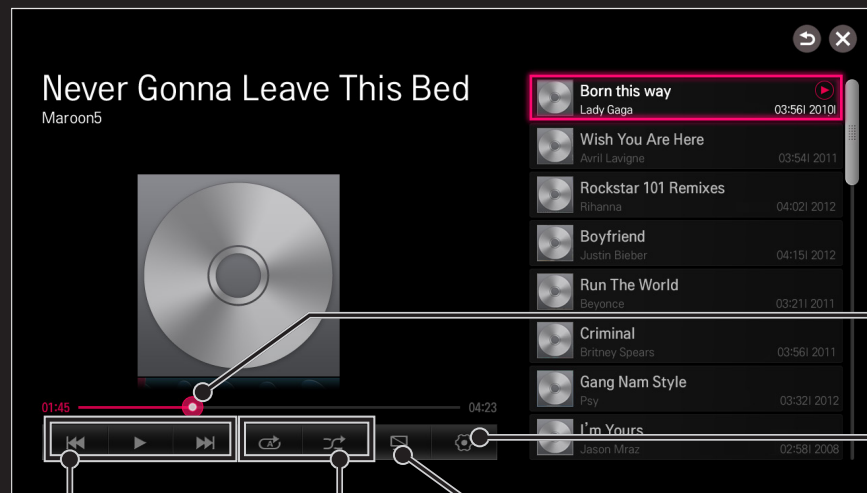 Never Gonna Leave This Bed
Maroon5
01:45
04:23
A
Born this way
Lady Gaga 03:56| 2010|
Wish You Are Here
Avril Lavigne 03:54| 2011
Rockstar 101 Remixes
Rihanna 04:02| 2012
Boyfriend
Justin Bieber 04:15| 2012
Run The World
Beyonce 03:21| 2011
Criminal
Britney Spears 03:56| 2011
Gang Nam Style
Psy 03:32| 2012
I'm Yours
Jason Mraz 02:58| 2008